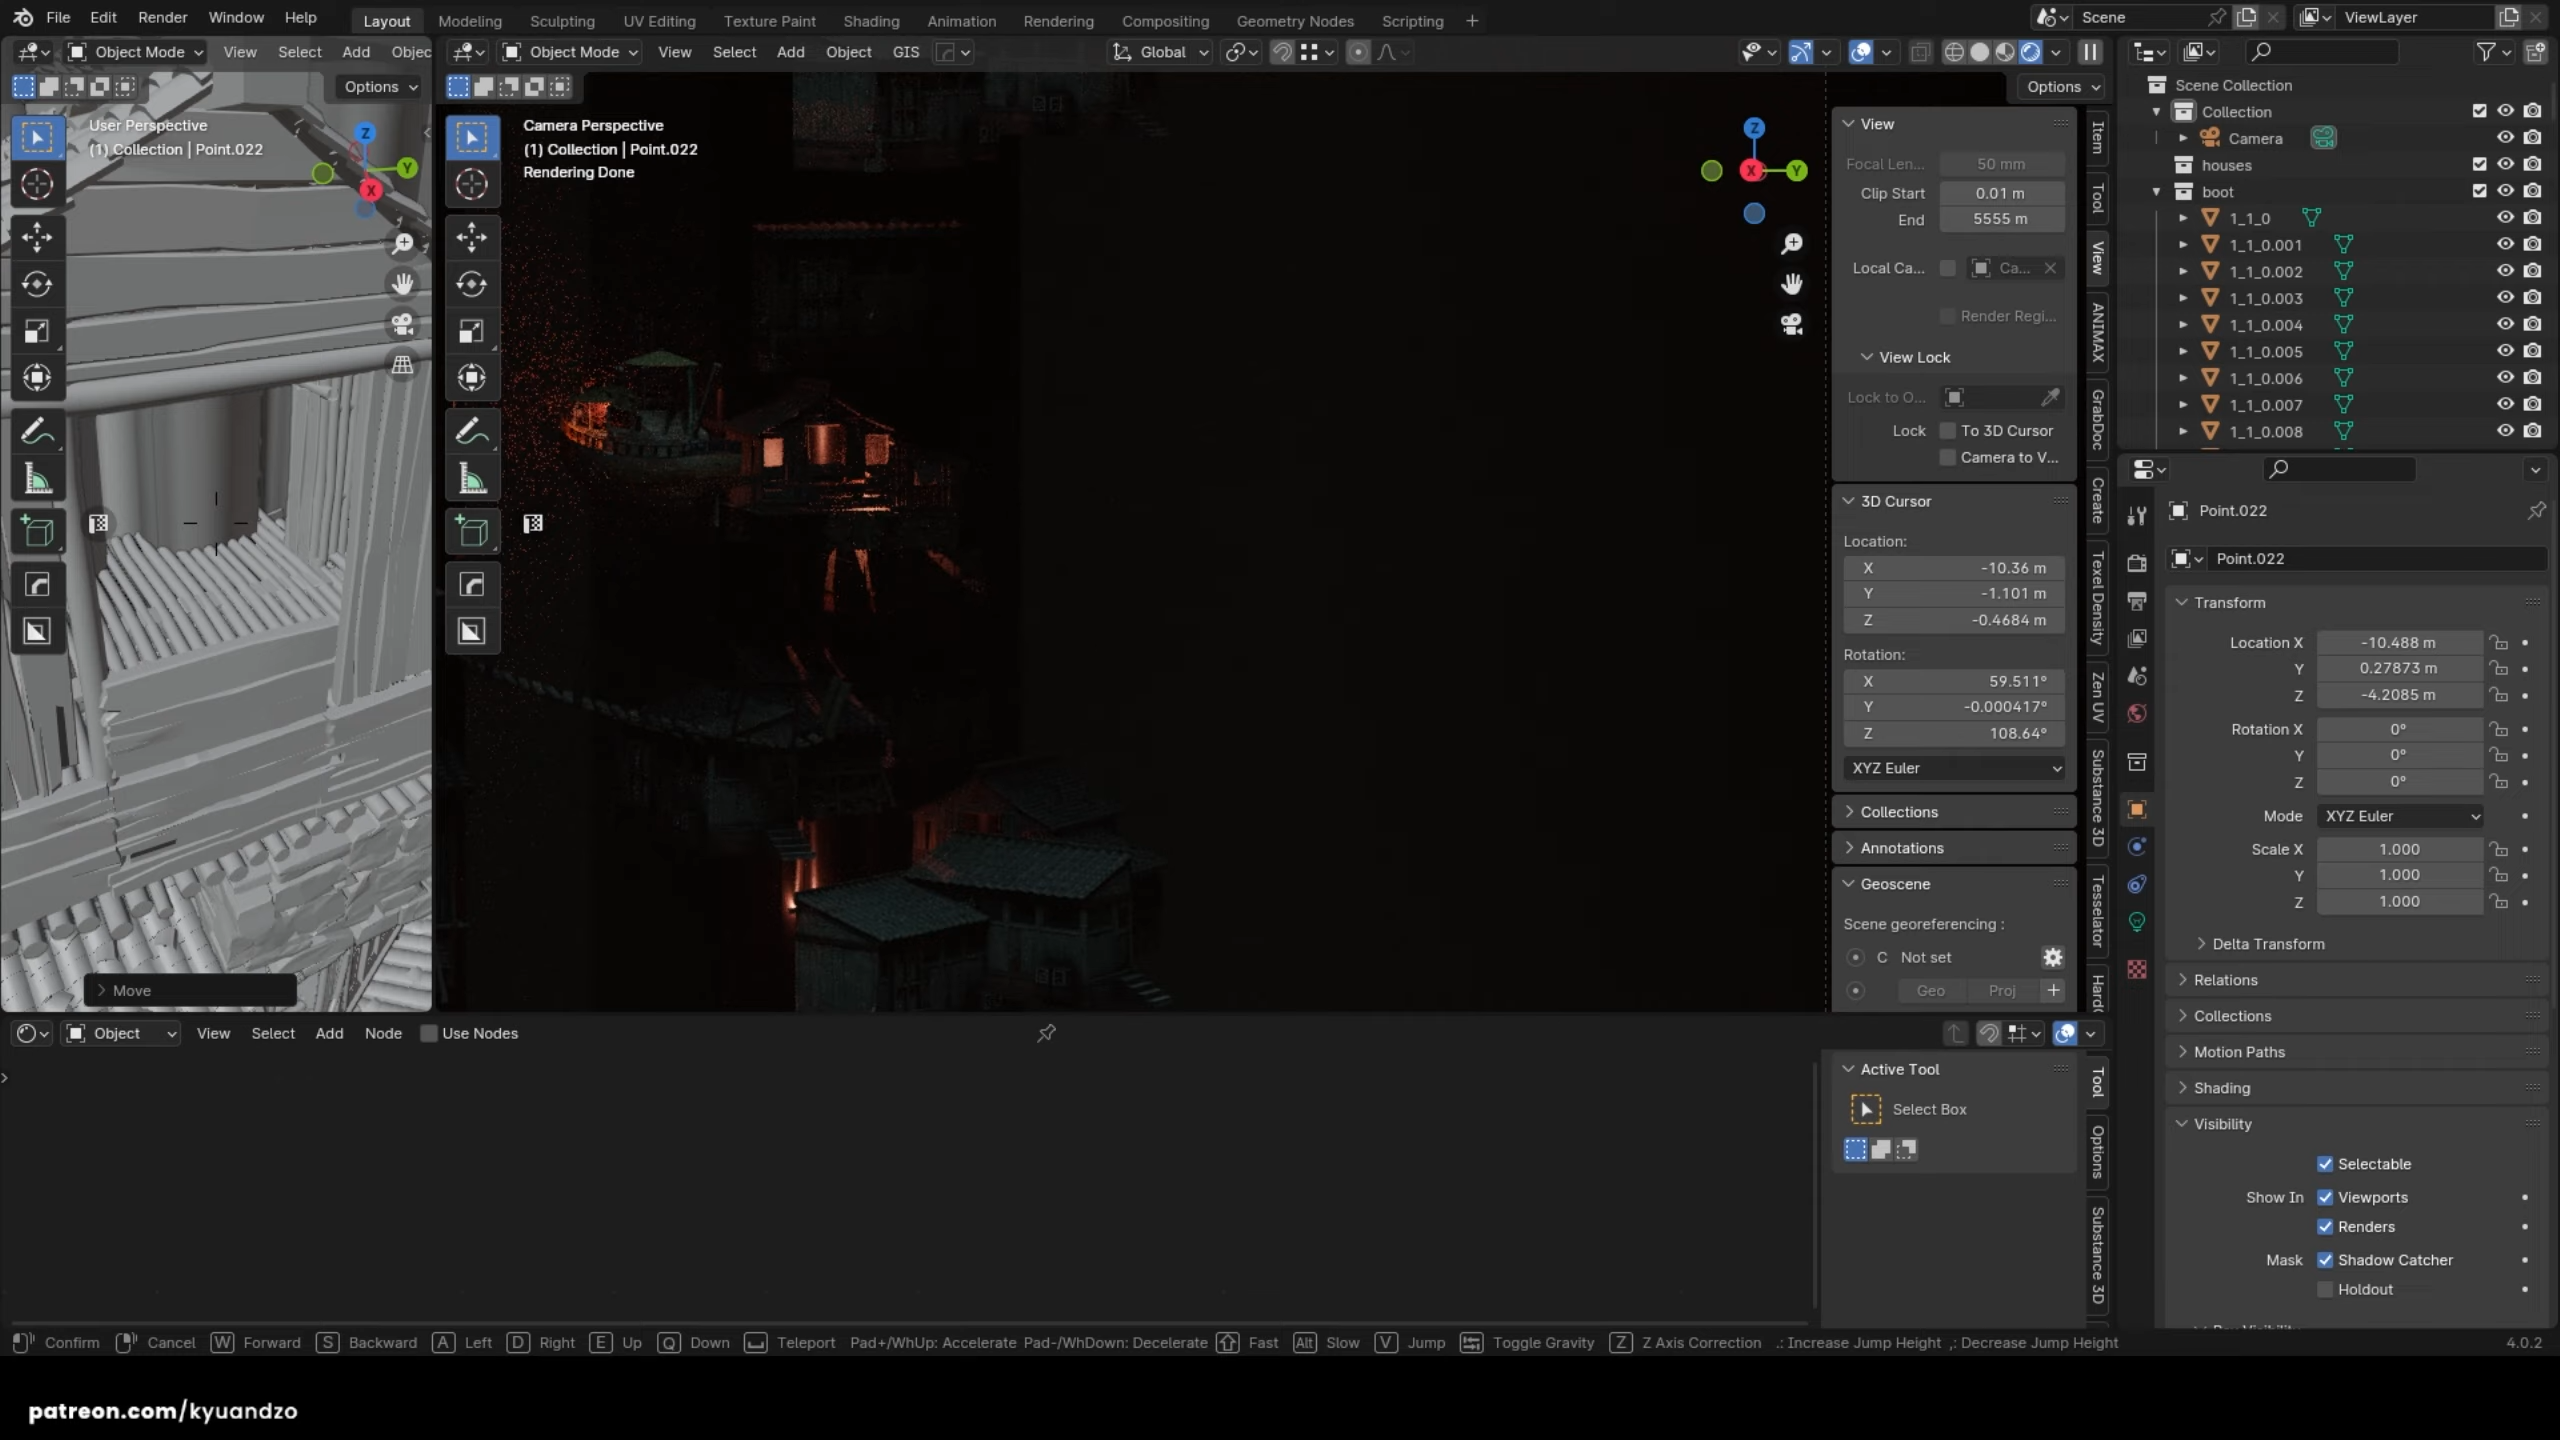 File Edit Render Window Help Layout Modeling Sculpting UV Editing Texture Paint Shading Animation Rendering Compositing Geometry Nodes Scripting + Scene ViewLayer
Object Mode View Select Add Objec Object Mode View Select Add Object GIS Global
Options Options
User Perspective
(1) Collection | Point.022
Camera Perspective
(1) Collection | Point.022
Rendering Done
Z
Y
X
Z
X
Y
Move
View
Focal Len... 50 mm
Clip Start 0.01 m
End 5555 m
Local Ca... Ca...
Render Regi...
View Lock
Lock to O...
Lock To 3D Cursor
Camera to V...
3D Cursor
Location:
X -10.36 m
Y -1.101 m
Z -0.4684 m
Rotation:
X 59.511°
Y -0.000417°
Z 108.64°
XYZ Euler
Collections
Annotations
Geoscene
Scene georeferencing :
C Not set
Geo Proj +
Item
Tool
View
ANIMAX
GrabDoc
Create
Texel Density
Zen UV
Substance 3D
Tesselator
Scene Collection
Collection
Camera
houses
boot
1_1_0
1_1_0.001
1_1_0.002
1_1_0.003
1_1_0.004
1_1_0.005
1_1_0.006
1_1_0.007
1_1_0.008
Point.022
Point.022
Transform
Location X -10.488 m
Y 0.27873 m
Z -4.2085 m
Rotation X 0°
Y 0°
Z 0°
Mode XYZ Euler
Scale X 1.000
Y 1.000
Z 1.000
Delta Transform
Relations
Collections
Motion Paths
Shading
Visibility
Selectable
Show In Viewports
Renders
Mask Shadow Catcher
Holdout
Object View Select Add Node Use Nodes
Active Tool
Select Box
Tool
Options
Substance 3D
Confirm Cancel W Forward S Backward A Left D Right E Up Q Down Teleport Pad+/WhUp: Accelerate Pad-/WhDown: Decelerate Fast Alt Slow V Jump Toggle Gravity Z Z Axis Correction .: Increase Jump Height ,: Decrease Jump Height 4.0.2
patreon.com/kyuandzo